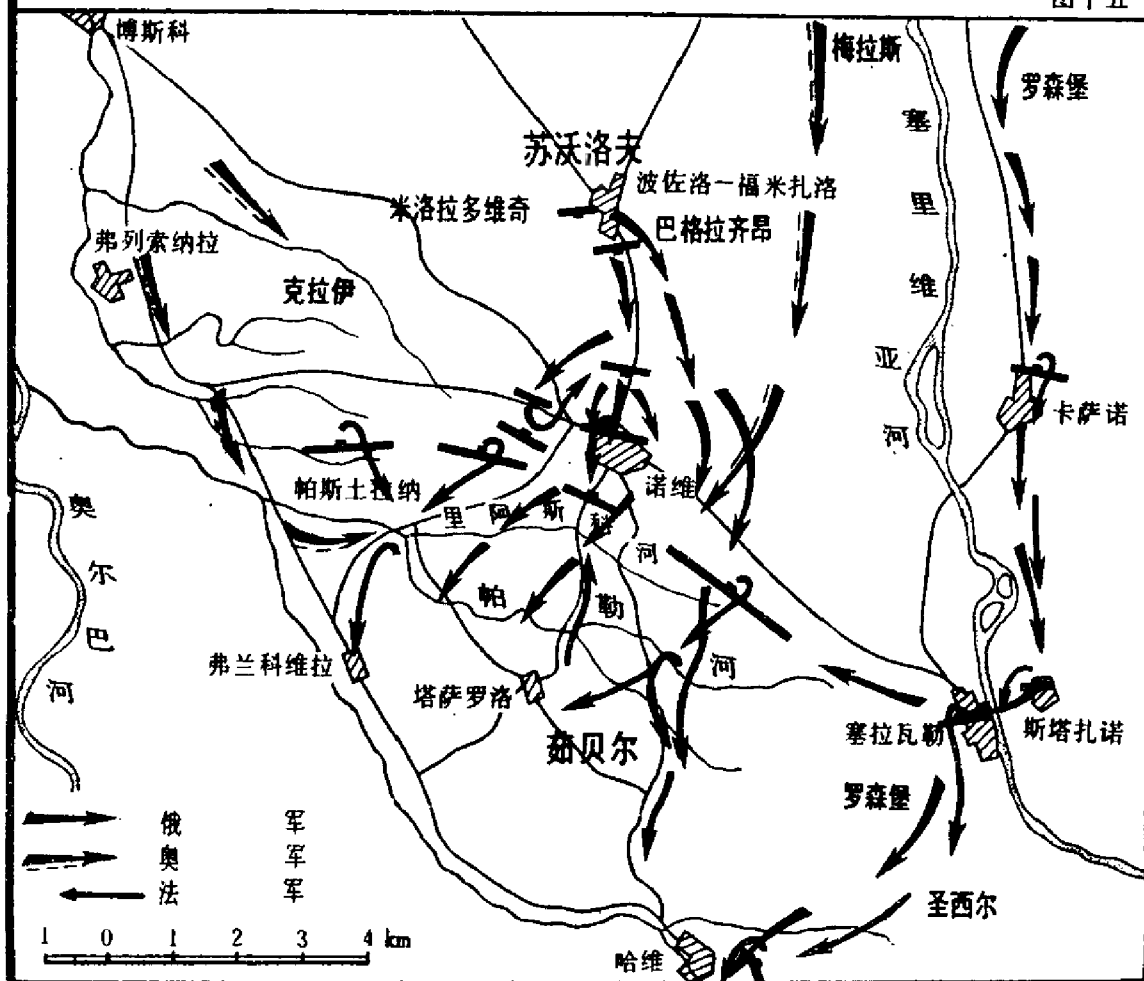 博斯科
梅拉斯
罗森堡
苏沃洛夫
波佐洛－福米扎洛
米洛拉多维奇
巴格拉齐昂
塞里维亚河
弗列索纳拉
克拉伊
卡萨诺
帕斯土拉纳
诺维
里阿斯科河
奥尔巴河
帕勒河
弗兰科维拉
塔萨罗洛
塞拉瓦勒
斯塔扎诺
茹贝尔
罗森堡
俄军
奥军
法军
圣西尔
1 0 1 2 3 4 km
哈维